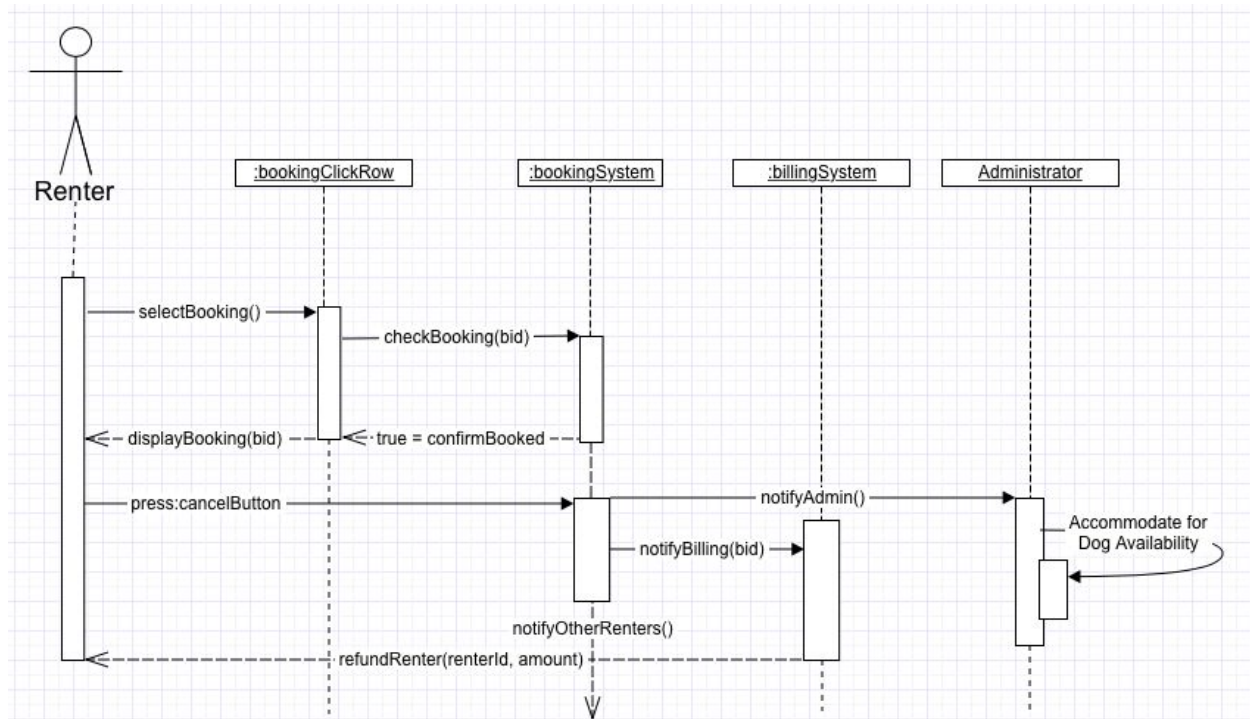 Renter
:bookingClickRow
:bookingSystem
:billingSystem
Administrator
selectBooking()
checkBooking(bid)
displayBooking(bid)
true = confirmBooked
press:cancelButton
notifyAdmin()
Accommodate for
Dog Availability
notifyBilling(bid)
notifyOtherRenters()
refundRenter(renterId, amount)